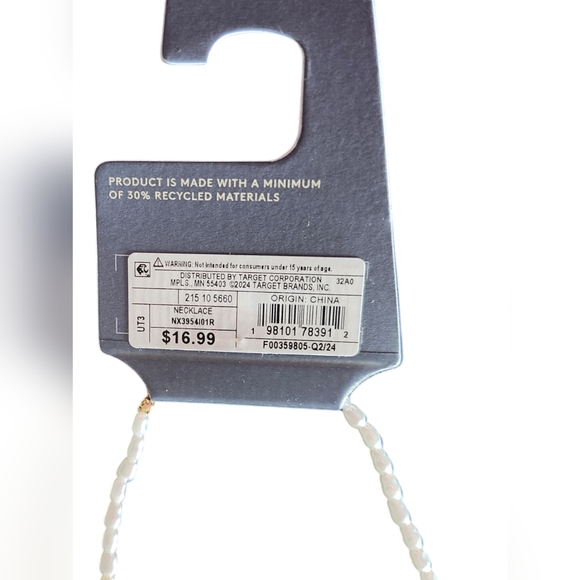 PRODUCT IS MADE WITH A MINIMUM
OF 30% RECYCLED MATERIALS
WARNING: Not intended for consumers under 15 years of age.
DISTRIBUTED BY TARGET CORPORATION 32A0
MPLS., MN 55403 ©2024 TARGET BRANDS, INC.
215 10 5660
ORIGIN: CHINA
NECKLACE
UT3
NX3954I01R
$16.99
1 98101 78391 2
F00359805-Q2/24